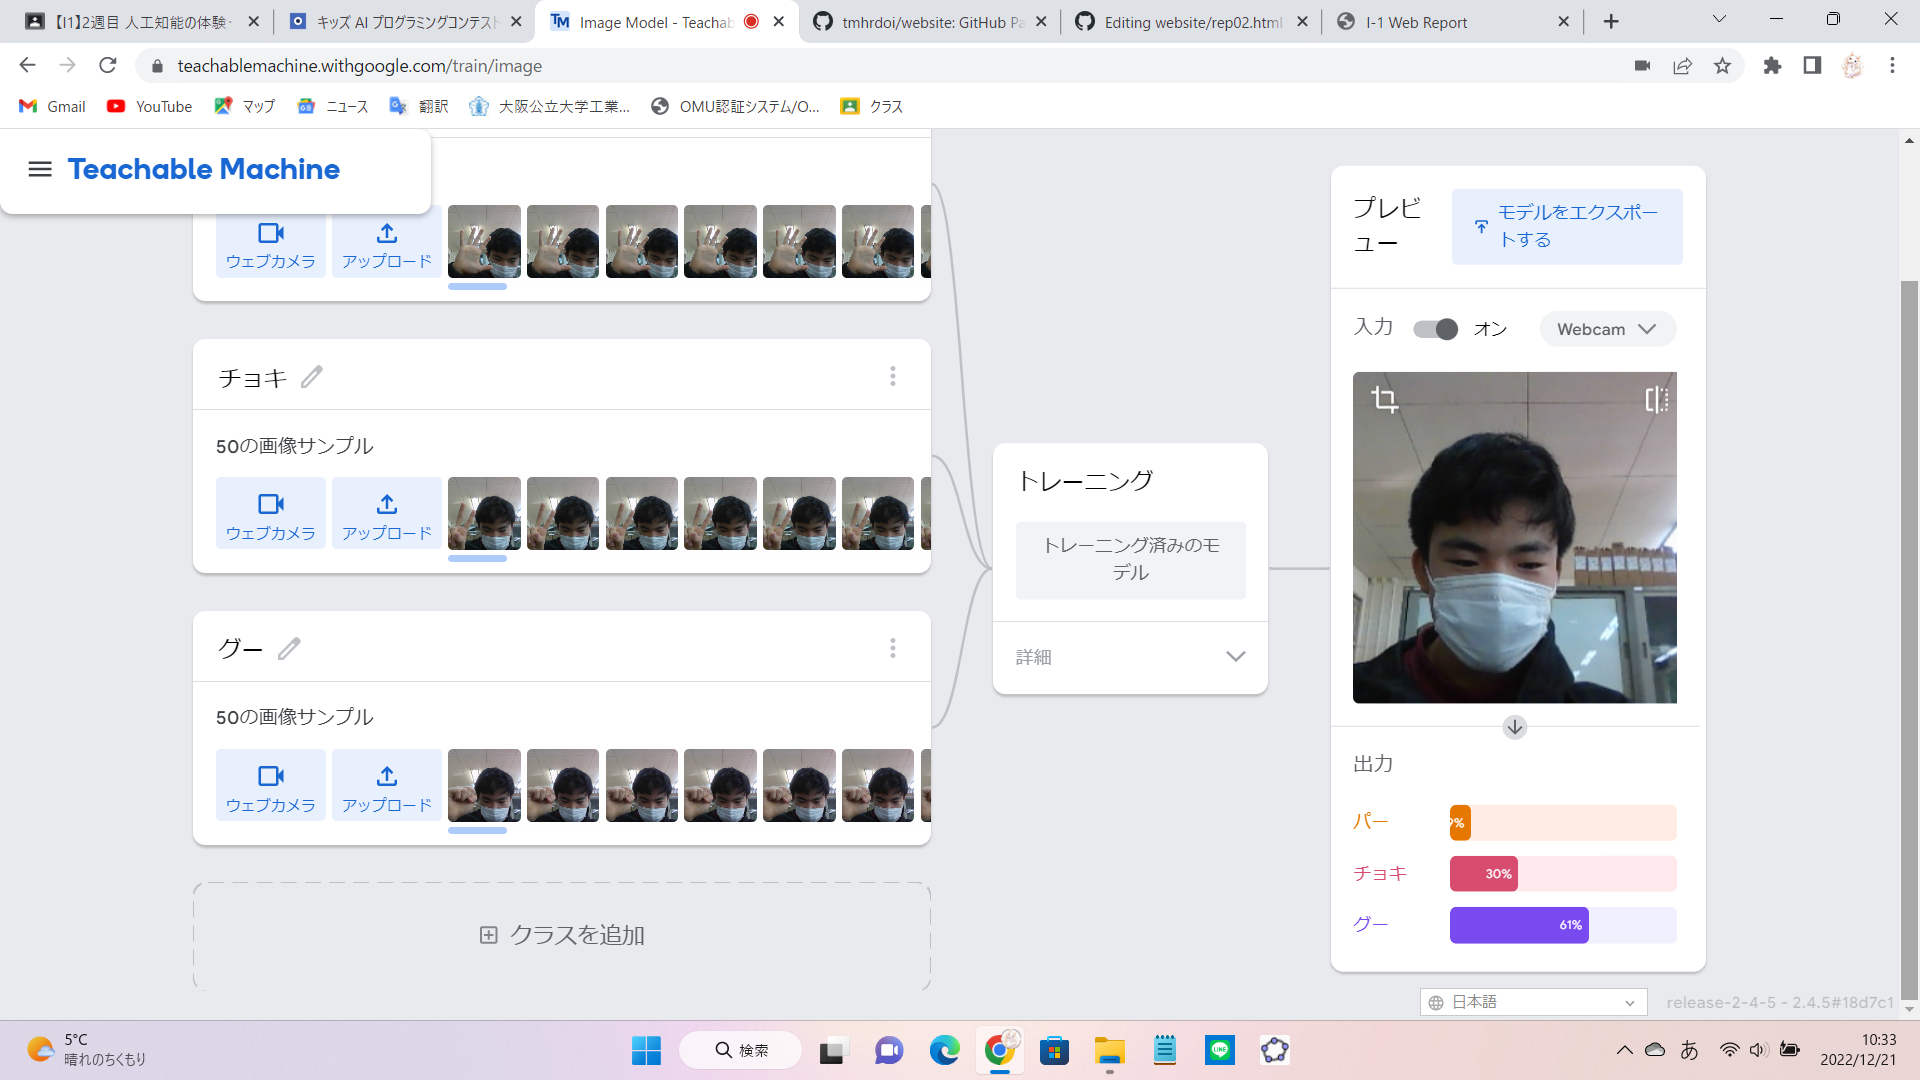 【I1】2週目 人工知能の体験
キッズ AI プログラミングコンテスト
TM Image Model - Teachab
tmhrdoi/website: GitHub Pa
Editing website/rep02.html
I-1 Web Report
teachablemachine.withgoogle.com/train/image
Gmail
YouTube
マップ
ニュース
翻訳
大阪公立大学工業...
OMU認証システム/O...
クラス
Teachable Machine
ウェブカメラ
アップロード
チョキ
50の画像サンプル
ウェブカメラ
アップロード
グー
50の画像サンプル
ウェブカメラ
アップロード
クラスを追加
トレーニング
トレーニング済みのモ
デル
詳細
プレビ
ュー
モデルをエクスポー
トする
入力
オン
Webcam
出力
パー
9%
チョキ
30%
グー
61%
日本語
release-2-4-5 - 2.4.5#18d7c1
5°C
晴れのちくもり
検索
LINE
あ
10:33
2022/12/21